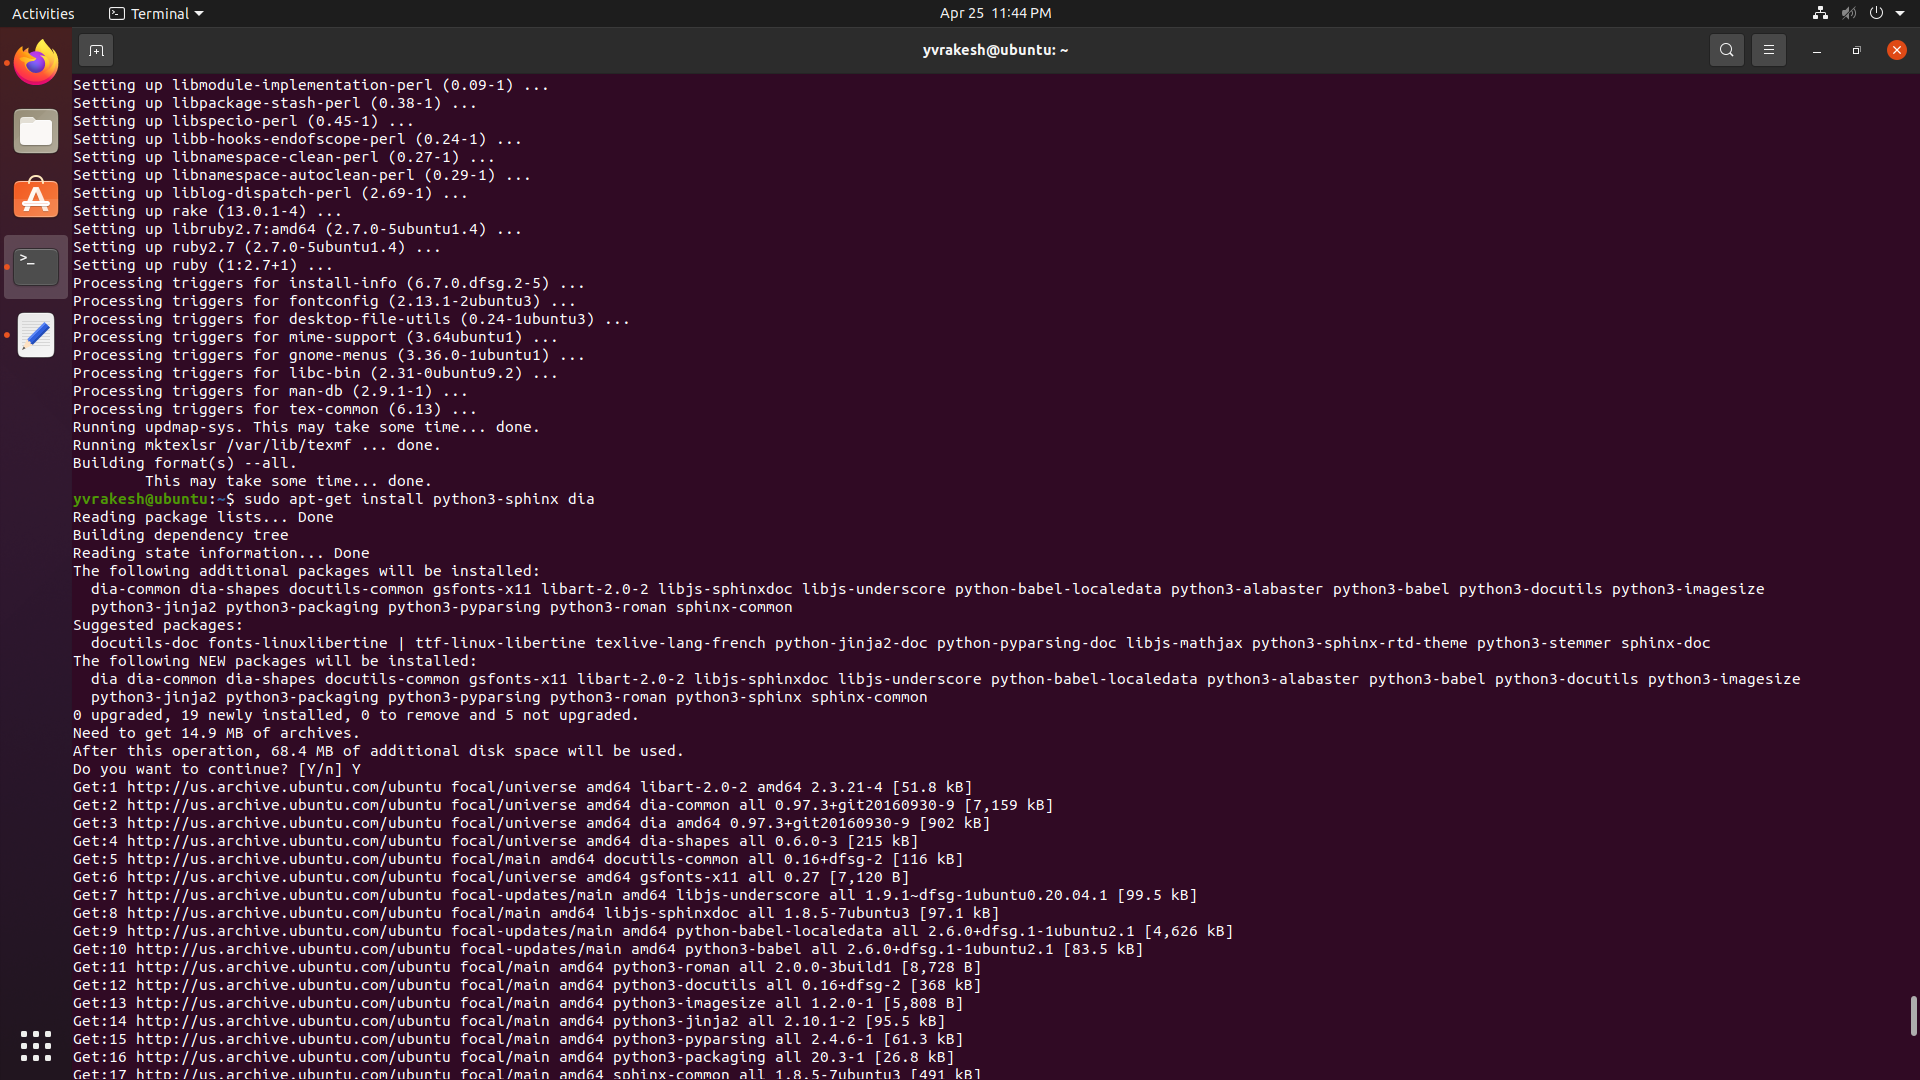 Activities
Terminal
Apr 25 11:44 PM
yvrakesh@ubuntu: ~
Setting up libmodule-implementation-perl (0.09-1) ...
Setting up libpackage-stash-perl (0.38-1) ...
Setting up libspecio-perl (0.45-1) ...
Setting up libb-hooks-endofscope-perl (0.24-1) ...
Setting up libnamespace-clean-perl (0.27-1) ...
Setting up libnamespace-autoclean-perl (0.29-1) ...
Setting up liblog-dispatch-perl (2.69-1) ...
Setting up rake (13.0.1-4) ...
Setting up libruby2.7:amd64 (2.7.0-5ubuntu1.4) ...
Setting up ruby2.7 (2.7.0-5ubuntu1.4) ...
Setting up ruby (1:2.7+1) ...
Processing triggers for install-info (6.7.0.dfsg.2-5) ...
Processing triggers for fontconfig (2.13.1-2ubuntu3) ...
Processing triggers for desktop-file-utils (0.24-1ubuntu3) ...
Processing triggers for mime-support (3.64ubuntu1) ...
Processing triggers for gnome-menus (3.36.0-1ubuntu1) ...
Processing triggers for libc-bin (2.31-0ubuntu9.2) ...
Processing triggers for man-db (2.9.1-1) ...
Processing triggers for tex-common (6.13) ...
Running updmap-sys. This may take some time... done.
Running mktexlsr /var/lib/texmf ... done.
Building format(s) --all.
This may take some time... done.
yvrakesh@ubuntu:~$ sudo apt-get install python3-sphinx dia
Reading package lists... Done
Building dependency tree
Reading state information... Done
The following additional packages will be installed:
dia-common dia-shapes docutils-common gsfonts-x11 libart-2.0-2 libjs-sphinxdoc libjs-underscore python-babel-localedata python3-alabaster python3-babel python3-docutils python3-imagesize
python3-jinja2 python3-packaging python3-pyparsing python3-roman sphinx-common
Suggested packages:
docutils-doc fonts-linuxlibertine | ttf-linux-libertine texlive-lang-french python-jinja2-doc python-pyparsing-doc libjs-mathjax python3-sphinx-rtd-theme python3-stemmer sphinx-doc
The following NEW packages will be installed:
dia dia-common dia-shapes docutils-common gsfonts-x11 libart-2.0-2 libjs-sphinxdoc libjs-underscore python-babel-localedata python3-alabaster python3-babel python3-docutils python3-imagesize
python3-jinja2 python3-packaging python3-pyparsing python3-roman python3-sphinx sphinx-common
0 upgraded, 19 newly installed, 0 to remove and 5 not upgraded.
Need to get 14.9 MB of archives.
After this operation, 68.4 MB of additional disk space will be used.
Do you want to continue? [Y/n] Y
Get:1 http://us.archive.ubuntu.com/ubuntu focal/universe amd64 libart-2.0-2 amd64 2.3.21-4 [51.8 kB]
Get:2 http://us.archive.ubuntu.com/ubuntu focal/universe amd64 dia-common all 0.97.3+git20160930-9 [7,159 kB]
Get:3 http://us.archive.ubuntu.com/ubuntu focal/universe amd64 dia amd64 0.97.3+git20160930-9 [902 kB]
Get:4 http://us.archive.ubuntu.com/ubuntu focal/universe amd64 dia-shapes all 0.6.0-3 [215 kB]
Get:5 http://us.archive.ubuntu.com/ubuntu focal/main amd64 docutils-common all 0.16+dfsg-2 [116 kB]
Get:6 http://us.archive.ubuntu.com/ubuntu focal/universe amd64 gsfonts-x11 all 0.27 [7,120 B]
Get:7 http://us.archive.ubuntu.com/ubuntu focal-updates/main amd64 libjs-underscore all 1.9.1~dfsg-1ubuntu0.20.04.1 [99.5 kB]
Get:8 http://us.archive.ubuntu.com/ubuntu focal/main amd64 libjs-sphinxdoc all 1.8.5-7ubuntu3 [97.1 kB]
Get:9 http://us.archive.ubuntu.com/ubuntu focal-updates/main amd64 python-babel-localedata all 2.6.0+dfsg.1-1ubuntu2.1 [4,626 kB]
Get:10 http://us.archive.ubuntu.com/ubuntu focal-updates/main amd64 python3-babel all 2.6.0+dfsg.1-1ubuntu2.1 [83.5 kB]
Get:11 http://us.archive.ubuntu.com/ubuntu focal/main amd64 python3-roman all 2.0.0-3build1 [8,728 B]
Get:12 http://us.archive.ubuntu.com/ubuntu focal/main amd64 python3-docutils all 0.16+dfsg-2 [368 kB]
Get:13 http://us.archive.ubuntu.com/ubuntu focal/main amd64 python3-imagesize all 1.2.0-1 [5,808 B]
Get:14 http://us.archive.ubuntu.com/ubuntu focal/main amd64 python3-jinja2 all 2.10.1-2 [95.5 kB]
Get:15 http://us.archive.ubuntu.com/ubuntu focal/main amd64 python3-pyparsing all 2.4.6-1 [61.3 kB]
Get:16 http://us.archive.ubuntu.com/ubuntu focal/main amd64 python3-packaging all 20.3-1 [26.8 kB]
Get:17 http://us.archive.ubuntu.com/ubuntu focal/main amd64 sphinx-common all 1.8.5-7ubuntu3 [491 kB]